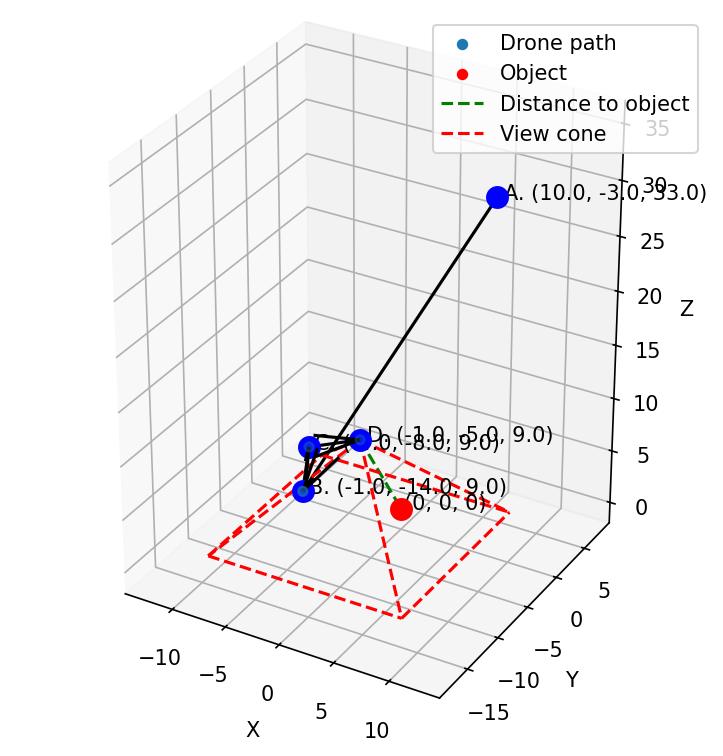 Drone path
Object
Distance to object
View cone
35
30
25
20
15
10
5
0
Z
A. (10.0, -3.0, 33.0)
D. (-1.0, -5.0, 9.0)
-8.0, 9.0)
B. (-1.0, -14.0, 9.0)
(0, 0, 0)
5
0
−5
−10
−15
Y
−10
−5
0
5
10
X